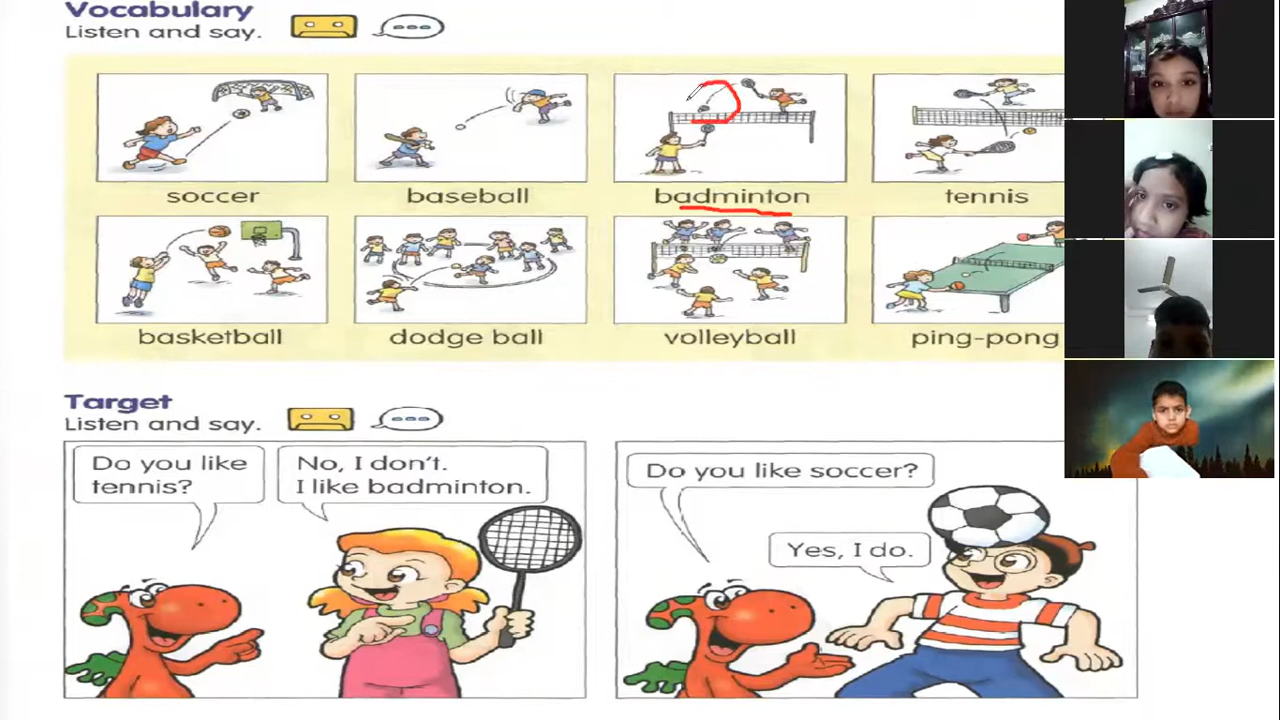 Vocabulary
Listen and say.
soccer
baseball
badminton
tennis
basketball
dodge ball
volleyball
ping-pong
Target
Listen and say.
Do you like
tennis?
No, I don't.
I like badminton.
Do you like soccer?
Yes, I do.